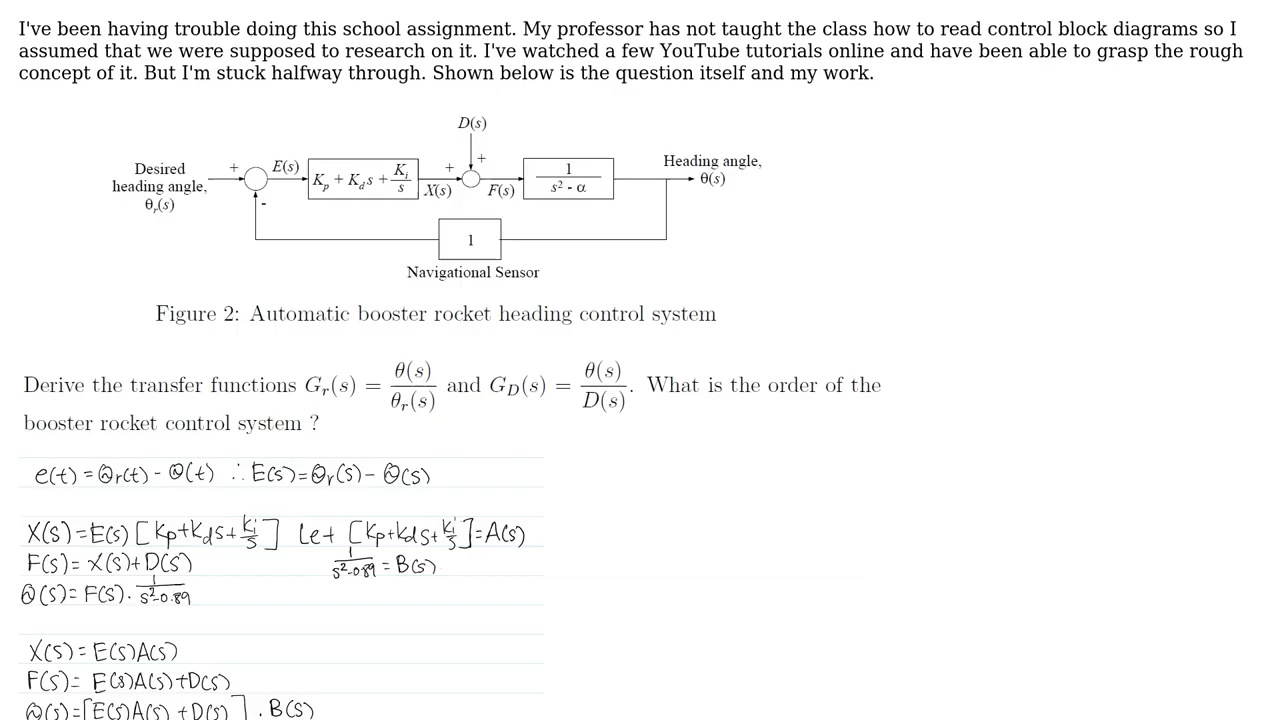 I've been having trouble doing this school assignment. My professor has not taught the class how to read control block diagrams so I
assumed that we were supposed to research on it. I've watched a few YouTube tutorials online and have been able to grasp the rough
concept of it. But I'm stuck halfway through. Shown below is the question itself and my work.
D(s)
Desired
heading angle,
θr(s)
+
-
E(s)
Kp + Kds + Ki/s
+
X(s)
+
F(s)
1/(s² - α)
Heading angle,
θ(s)
1
Navigational Sensor
Figure 2: Automatic booster rocket heading control system
Derive the transfer functions Gr(s) = θ(s)/θr(s) and GD(s) = θ(s)/D(s). What is the order of the
booster rocket control system ?
e(t) = θr(t) - θ(t) ∴ E(s) = θr(s) - θ(s)
X(s) = E(s) [Kp+Kds+Ki/s] Let [Kp+Kds+Ki/s] = A(s)
F(s) = X(s) + D(s) 1/(s²-0.89) = B(s)
θ(s) = F(s) · 1/(s²-0.89)
X(s) = E(s)A(s)
F(s) = E(s)A(s)+D(s)
θ(s) = [E(s)A(s) + D(s)] . B(s)